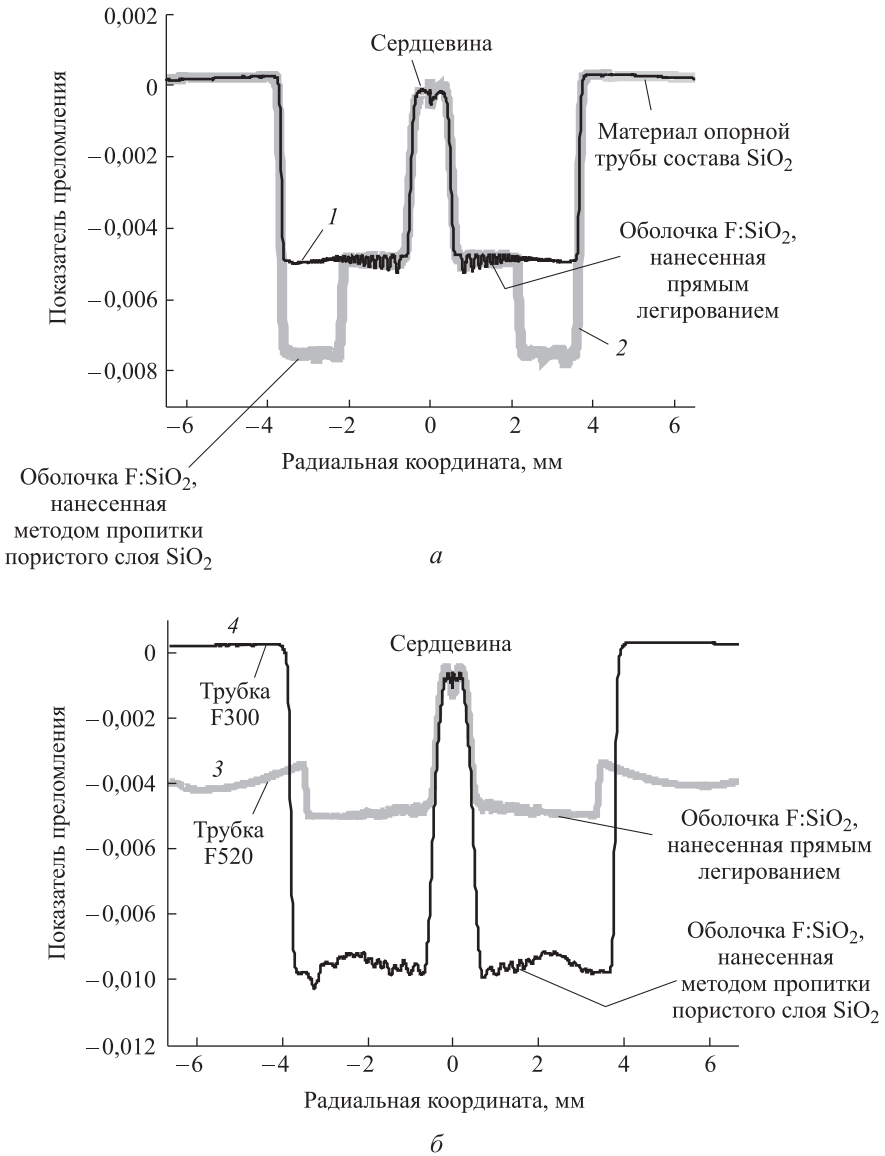 0,002
0
−0,002
−0,004
−0,006
−0,008
Показатель преломления
Сердцевина
Материал опорной
трубы состава SiO2
1
Оболочка F:SiO2,
нанесенная
прямым
легированием
2
−6
−4
−2
0
2
4
6
Радиальная координата, мм
Оболочка F:SiO2,
нанесенная
методом пропитки
пористого слоя SiO2
а
0
−0,002
−0,004
−0,006
−0,006
−0,010
−0,012
Показатель преломления
4
Сердцевина
Трубка
F300
3
Трубка
F520
Оболочка F:SiO2,
нанесенная прямым
легированием
Оболочка F:SiO2,
нанесенная
методом пропитки
пористого слоя SiO2
−6
−4
−2
0
2
4
6
Радиальная координата, мм
б